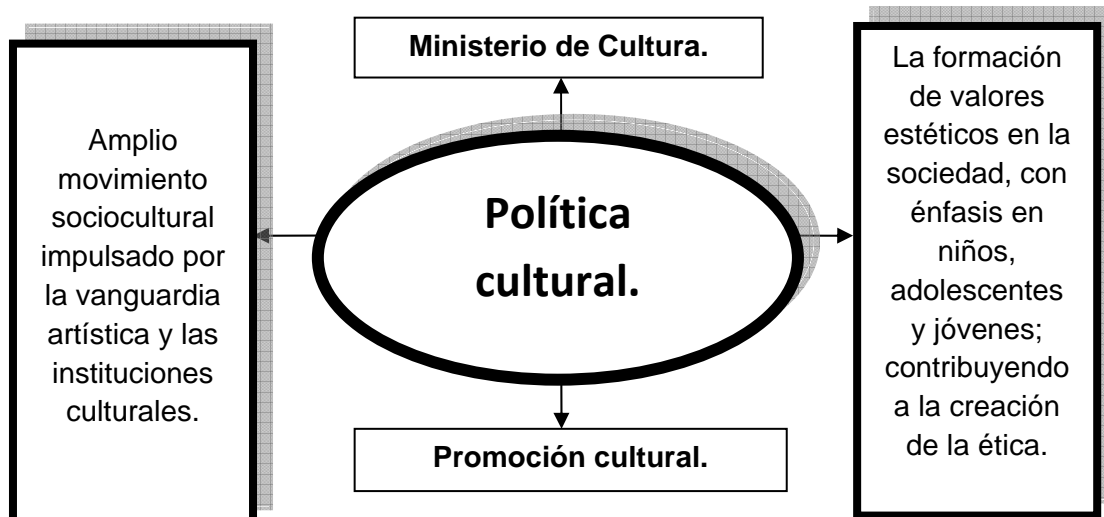 Ministerio de Cultura.
Amplio
movimiento
sociocultural
impulsado por
la vanguardia
artística y las
instituciones
culturales.
Política
cultural.
La formación
de valores
estéticos en la
sociedad, con
énfasis en
niños,
adolescentes
y jóvenes;
contribuyendo
a la creación
de la ética.
Promoción cultural.